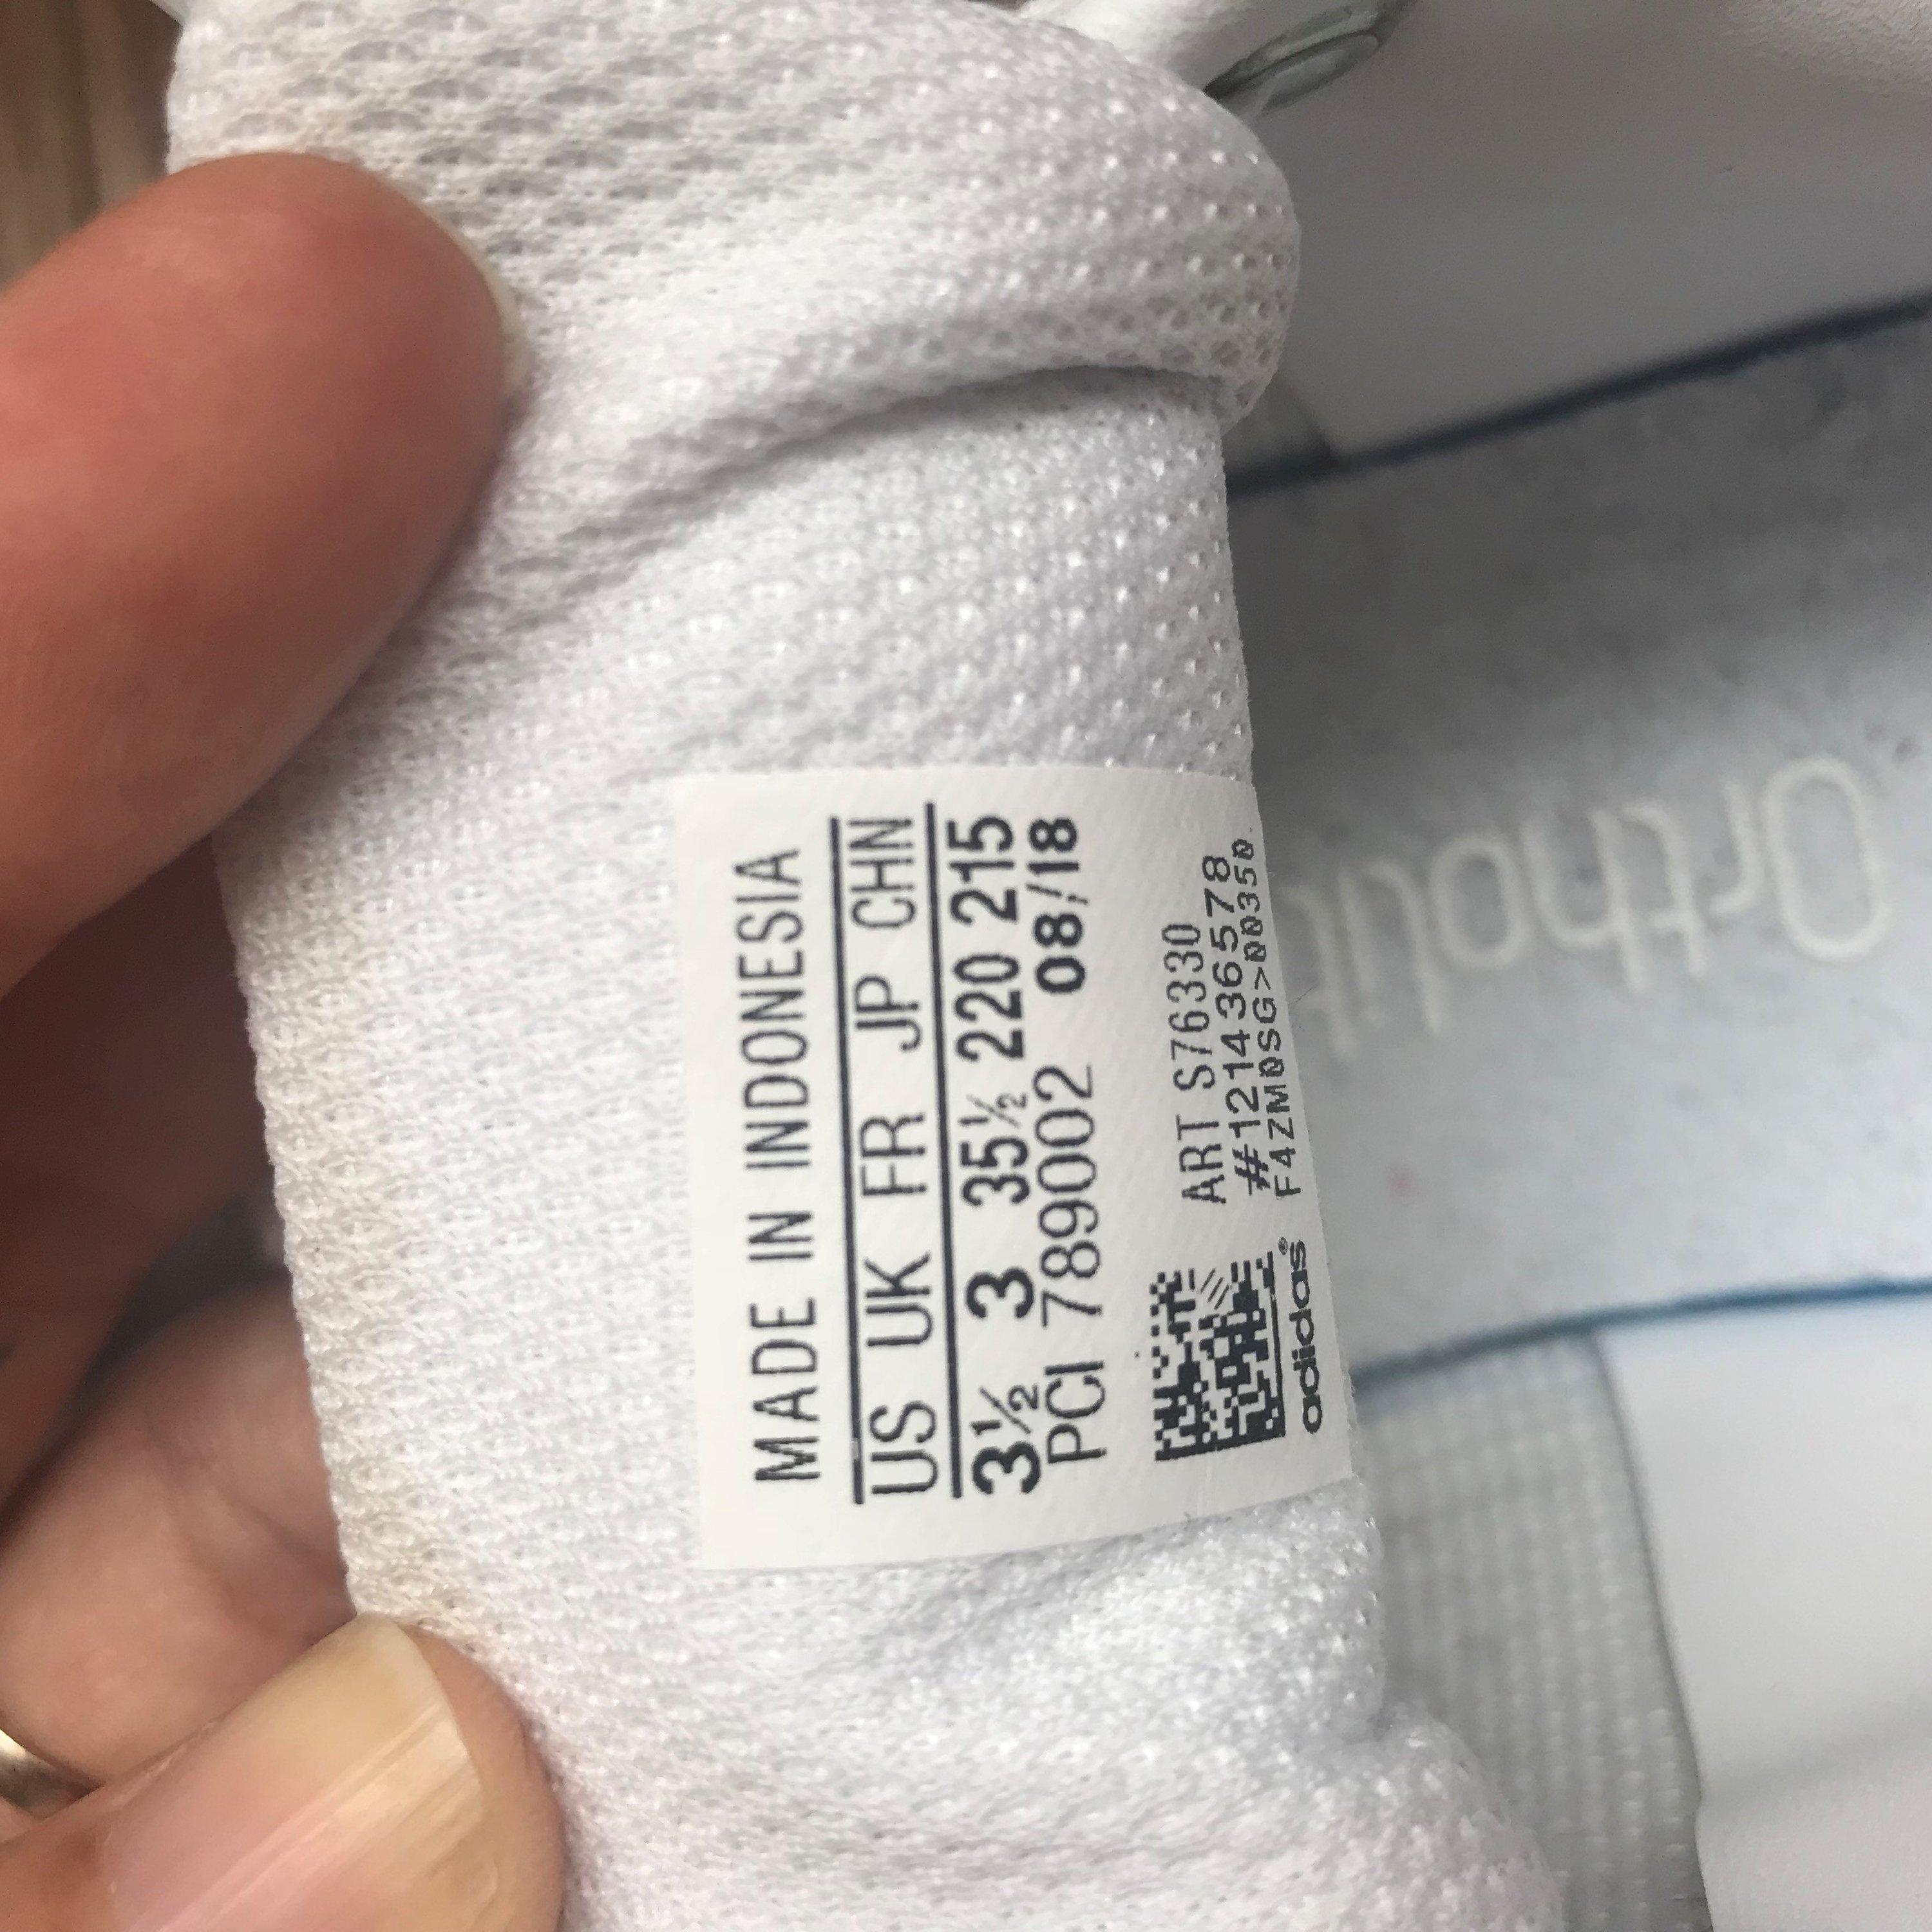 MADE IN INDONESIA
US UK FR JP CHN
3½ 3 35½ 220 215
PCI 789002 08/18
ART S76330
#121436578
F4ZM0SG>00350
adidas®
Ortholit